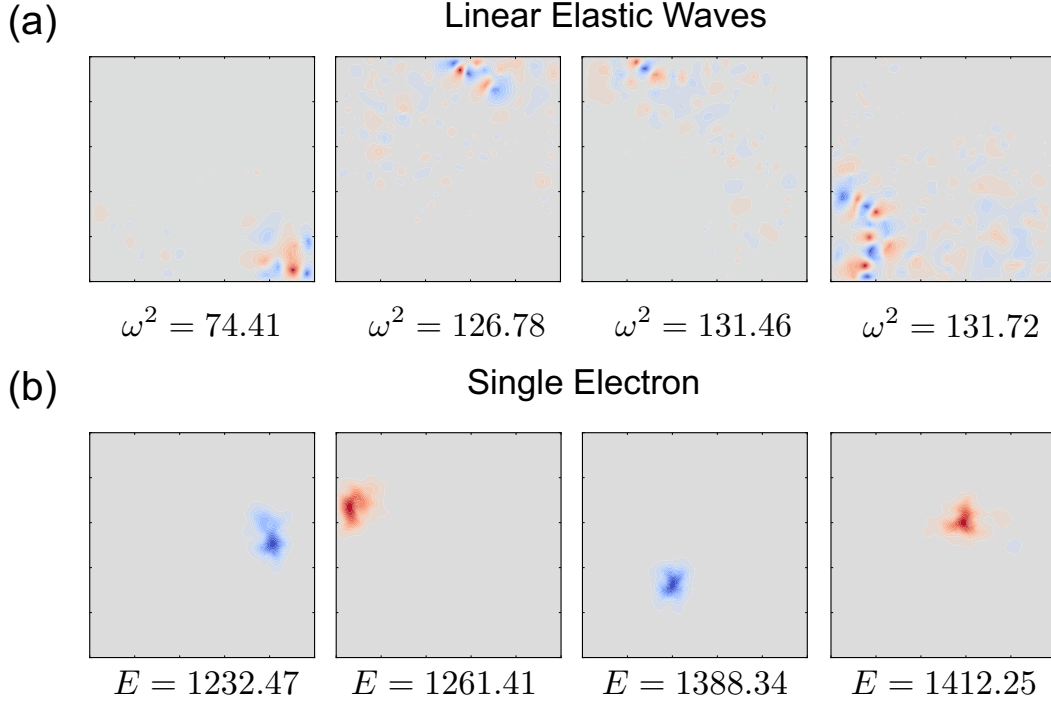 (a)
Linear Elastic Waves
ω² = 74.41
ω² = 126.78
ω² = 131.46
ω² = 131.72
(b)
Single Electron
E = 1232.47
E = 1261.41
E = 1388.34
E = 1412.25